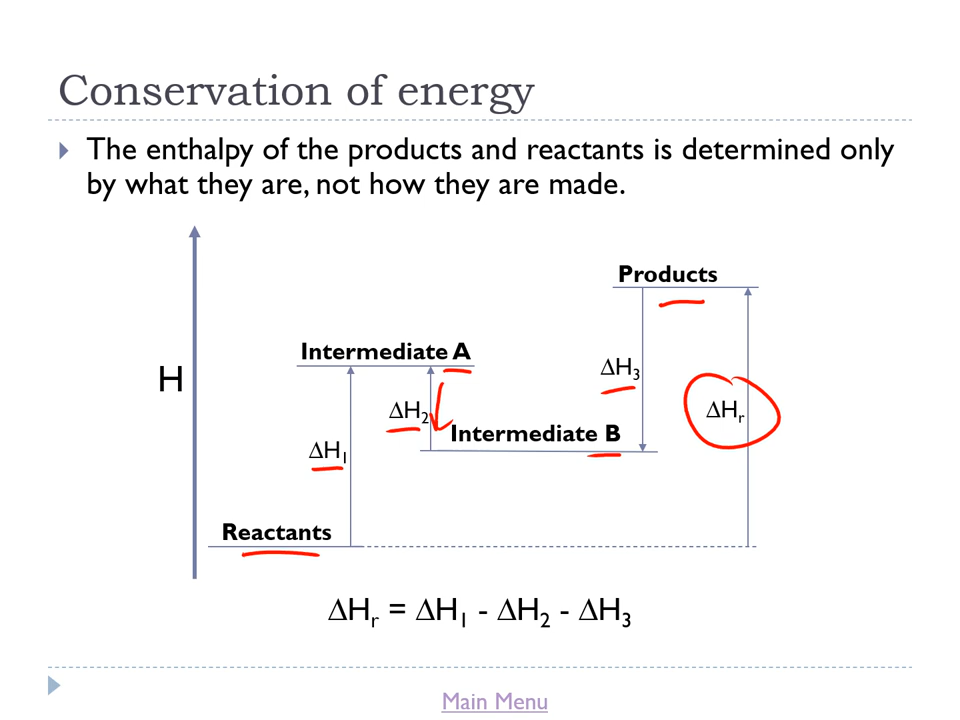 Conservation of energy
The enthalpy of the products and reactants is determined only
by what they are, not how they are made.
Products
Intermediate A
ΔH3
H
ΔH2
ΔHr
Intermediate B
ΔH1
Reactants
ΔHr = ΔH1 - ΔH2 - ΔH3
Main Menu